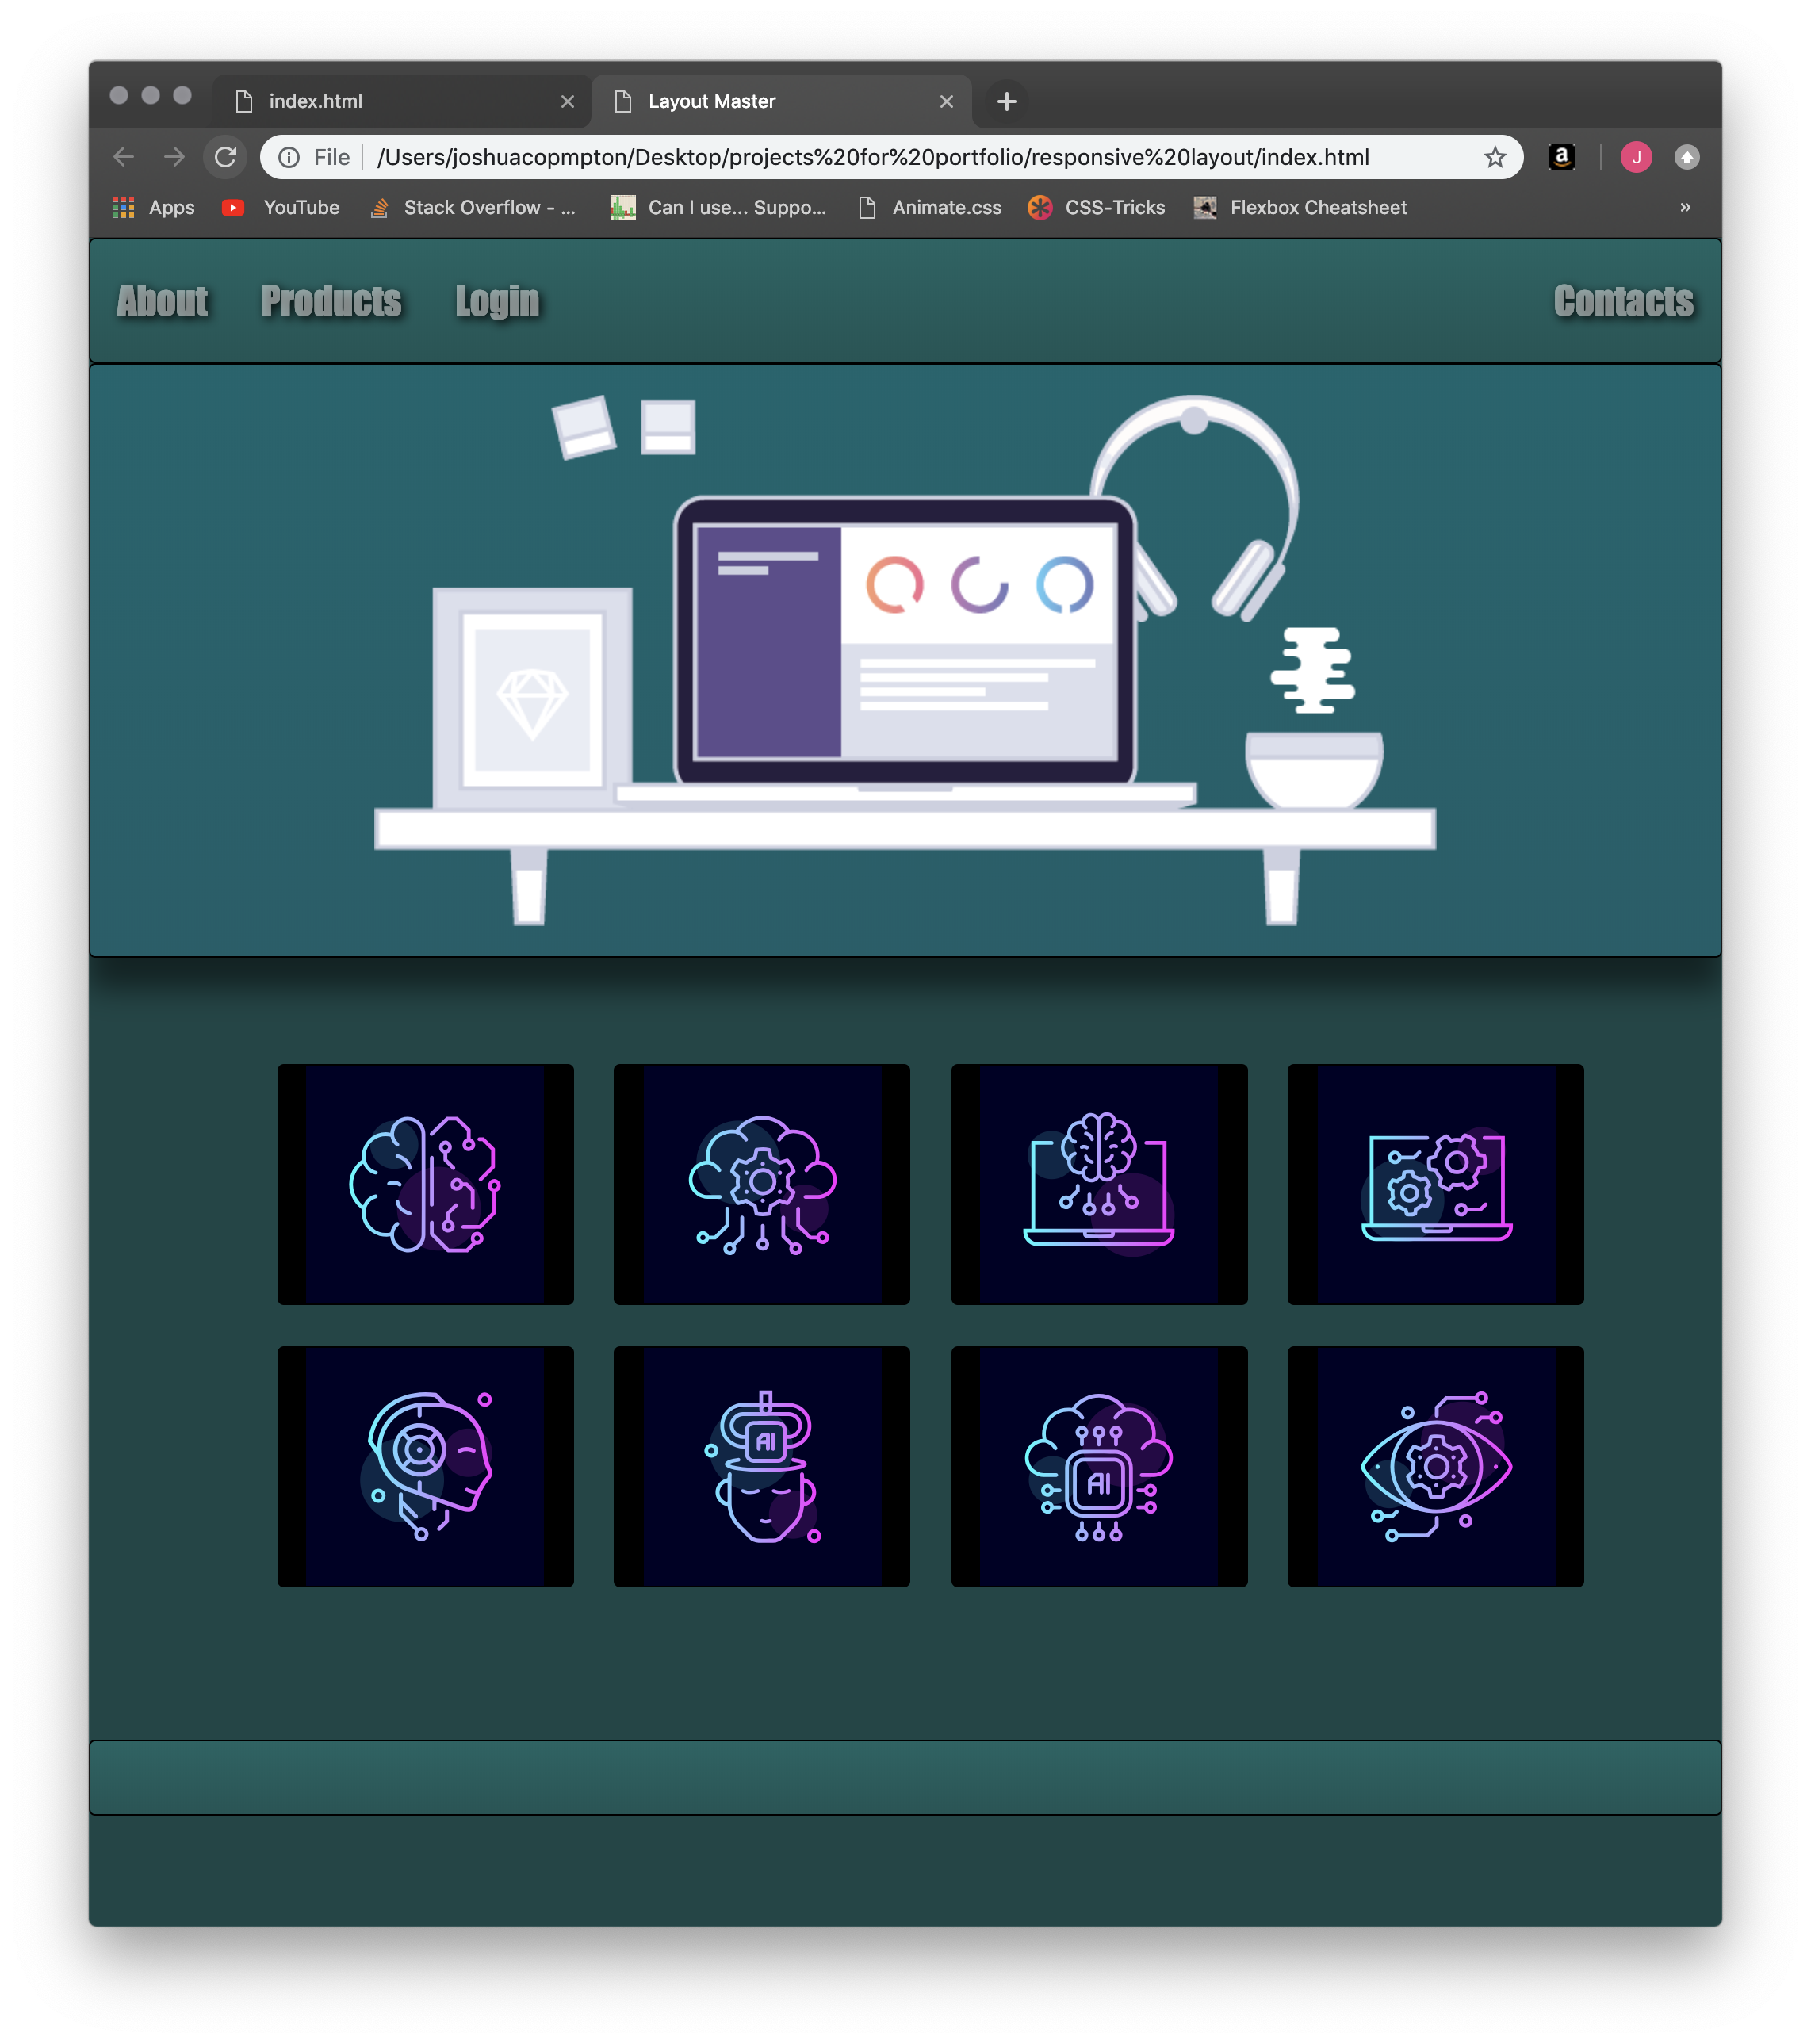 index.html
Layout Master
File /Users/joshuacopmpton/Desktop/projects%20for%20portfolio/responsive%20layout/index.html
a
J
Apps YouTube Stack Overflow - ... Can I use... Suppo... Animate.css CSS-Tricks Flexbox Cheatsheet »
About Products Login Contacts
AI
AI